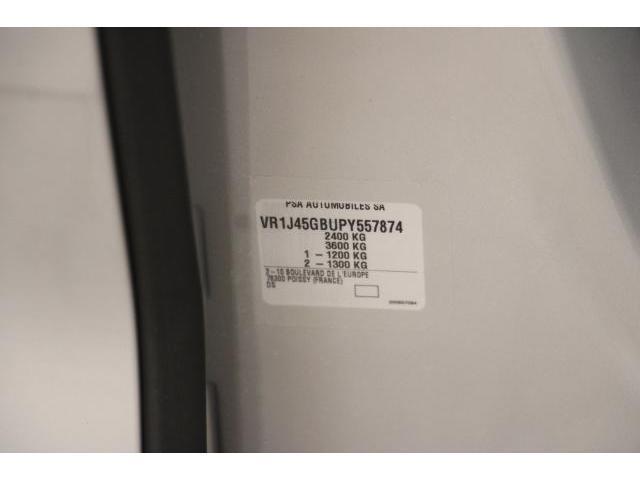 PSA AUTOMOBILES SA
VR1J45GBUPY557874
2400 KG
3600 KG
1 - 1200 KG
2 - 1300 KG
2 - 10 BOULEVARD DE L'EUROPE
78300 POISSY (FRANCE)
DS